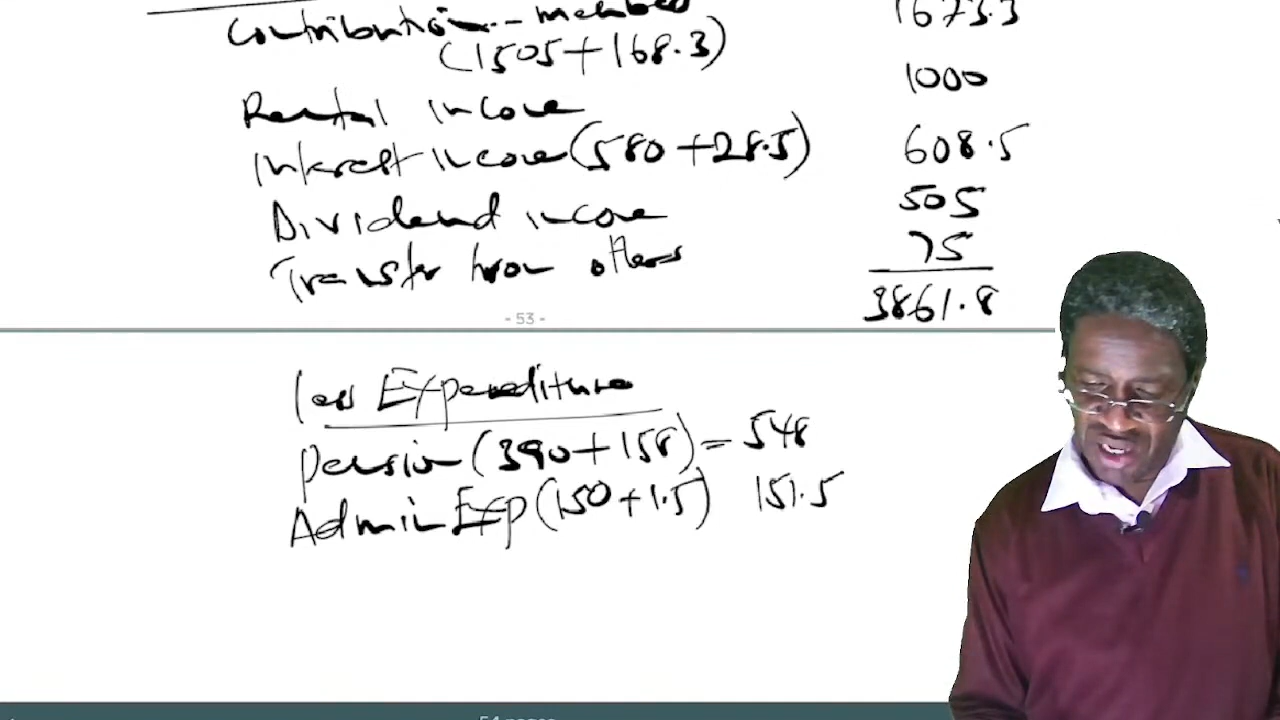 Contribution - members 1673.3
(1505+168.3)
Rental income 1000
Interest income (580+28.5) 608.5
Dividend income 505
Transfer from others 75
3861.8
- 53 -
less Expenditure
Pension (390+158) = 548
Admin Exp (150+1.5) 151.5